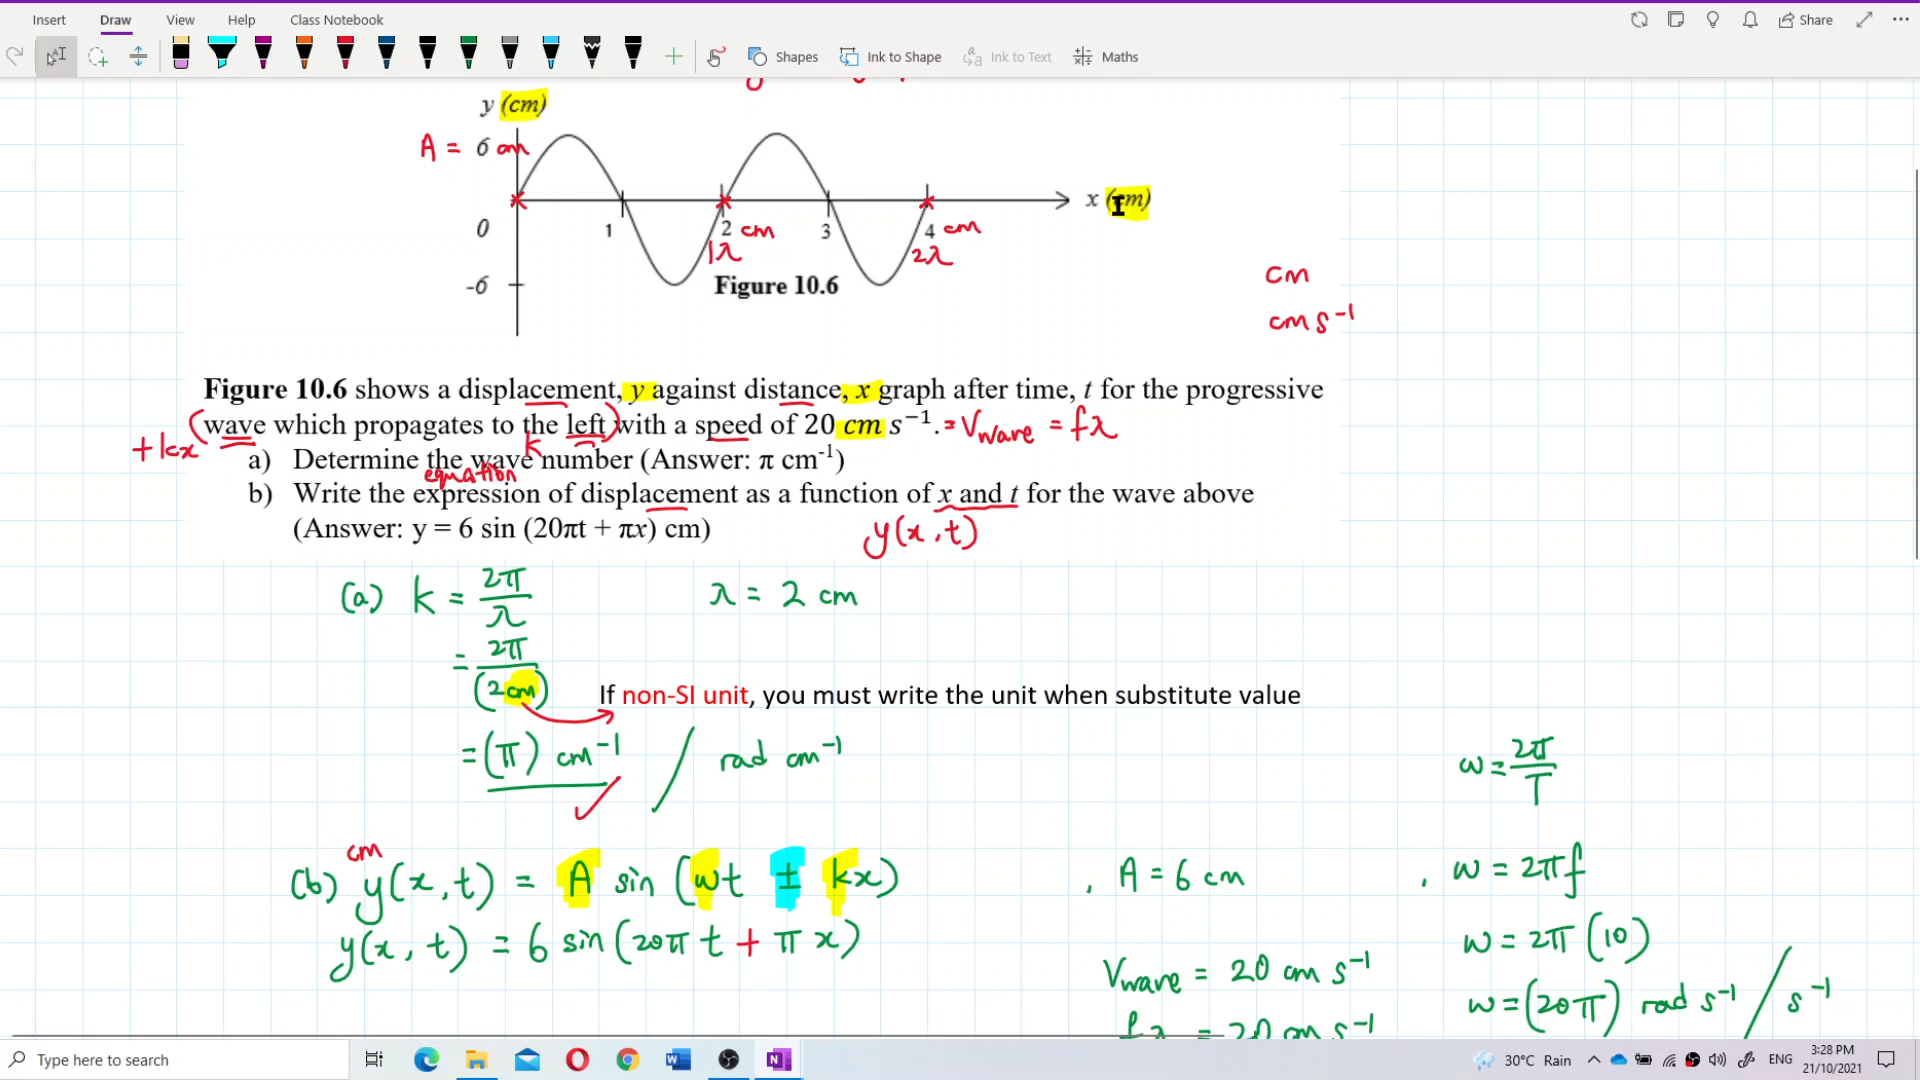 Insert Draw View Help Class Notebook Share
Shapes Ink to Shape Ink to Text Maths
y (cm)
A = 6 cm
x (cm)
0 1 2 cm 3 4 cm
1λ 2λ
-6 Figure 10.6
cm
cm s⁻¹
Figure 10.6 shows a displacement, y against distance, x graph after time, t for the progressive
wave which propagates to the left with a speed of 20 cm s⁻¹. = Vwave = fλ
+kx
k
a) Determine the wave number (Answer: π cm⁻¹)
equation
b) Write the expression of displacement as a function of x and t for the wave above
(Answer: y = 6 sin (20πt + πx) cm) y(x,t)
(a) k = 2π/λ λ = 2 cm
= 2π/(2cm)
If non-SI unit, you must write the unit when substitute value
= (π) cm⁻¹ / rad cm⁻¹
ω = 2π/T
cm
(b) y(x,t) = A sin (ωt ± kx) , A = 6 cm , ω = 2πf
y(x,t) = 6 sin (20π t + π x) ω = 2π (10)
Vwave = 20 cm s⁻¹
ω = (20π) rad s⁻¹ / s⁻¹
fλ = 20 cm s⁻¹
Type here to search 30°C Rain ENG 3:28 PM
21/10/2021